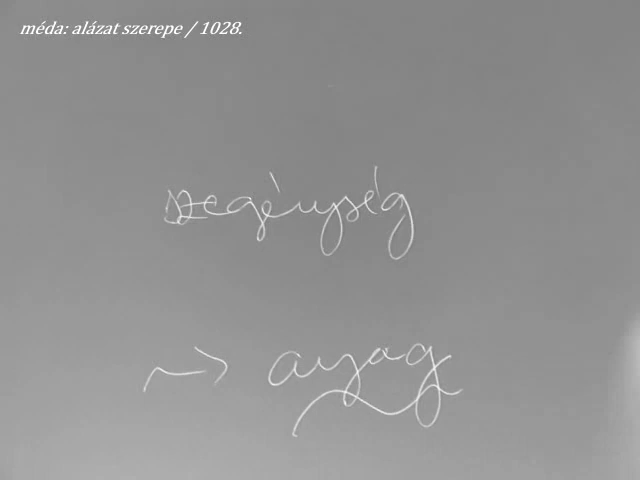 méda: alázat szerepe / 1028.
szegénység
~> anyag